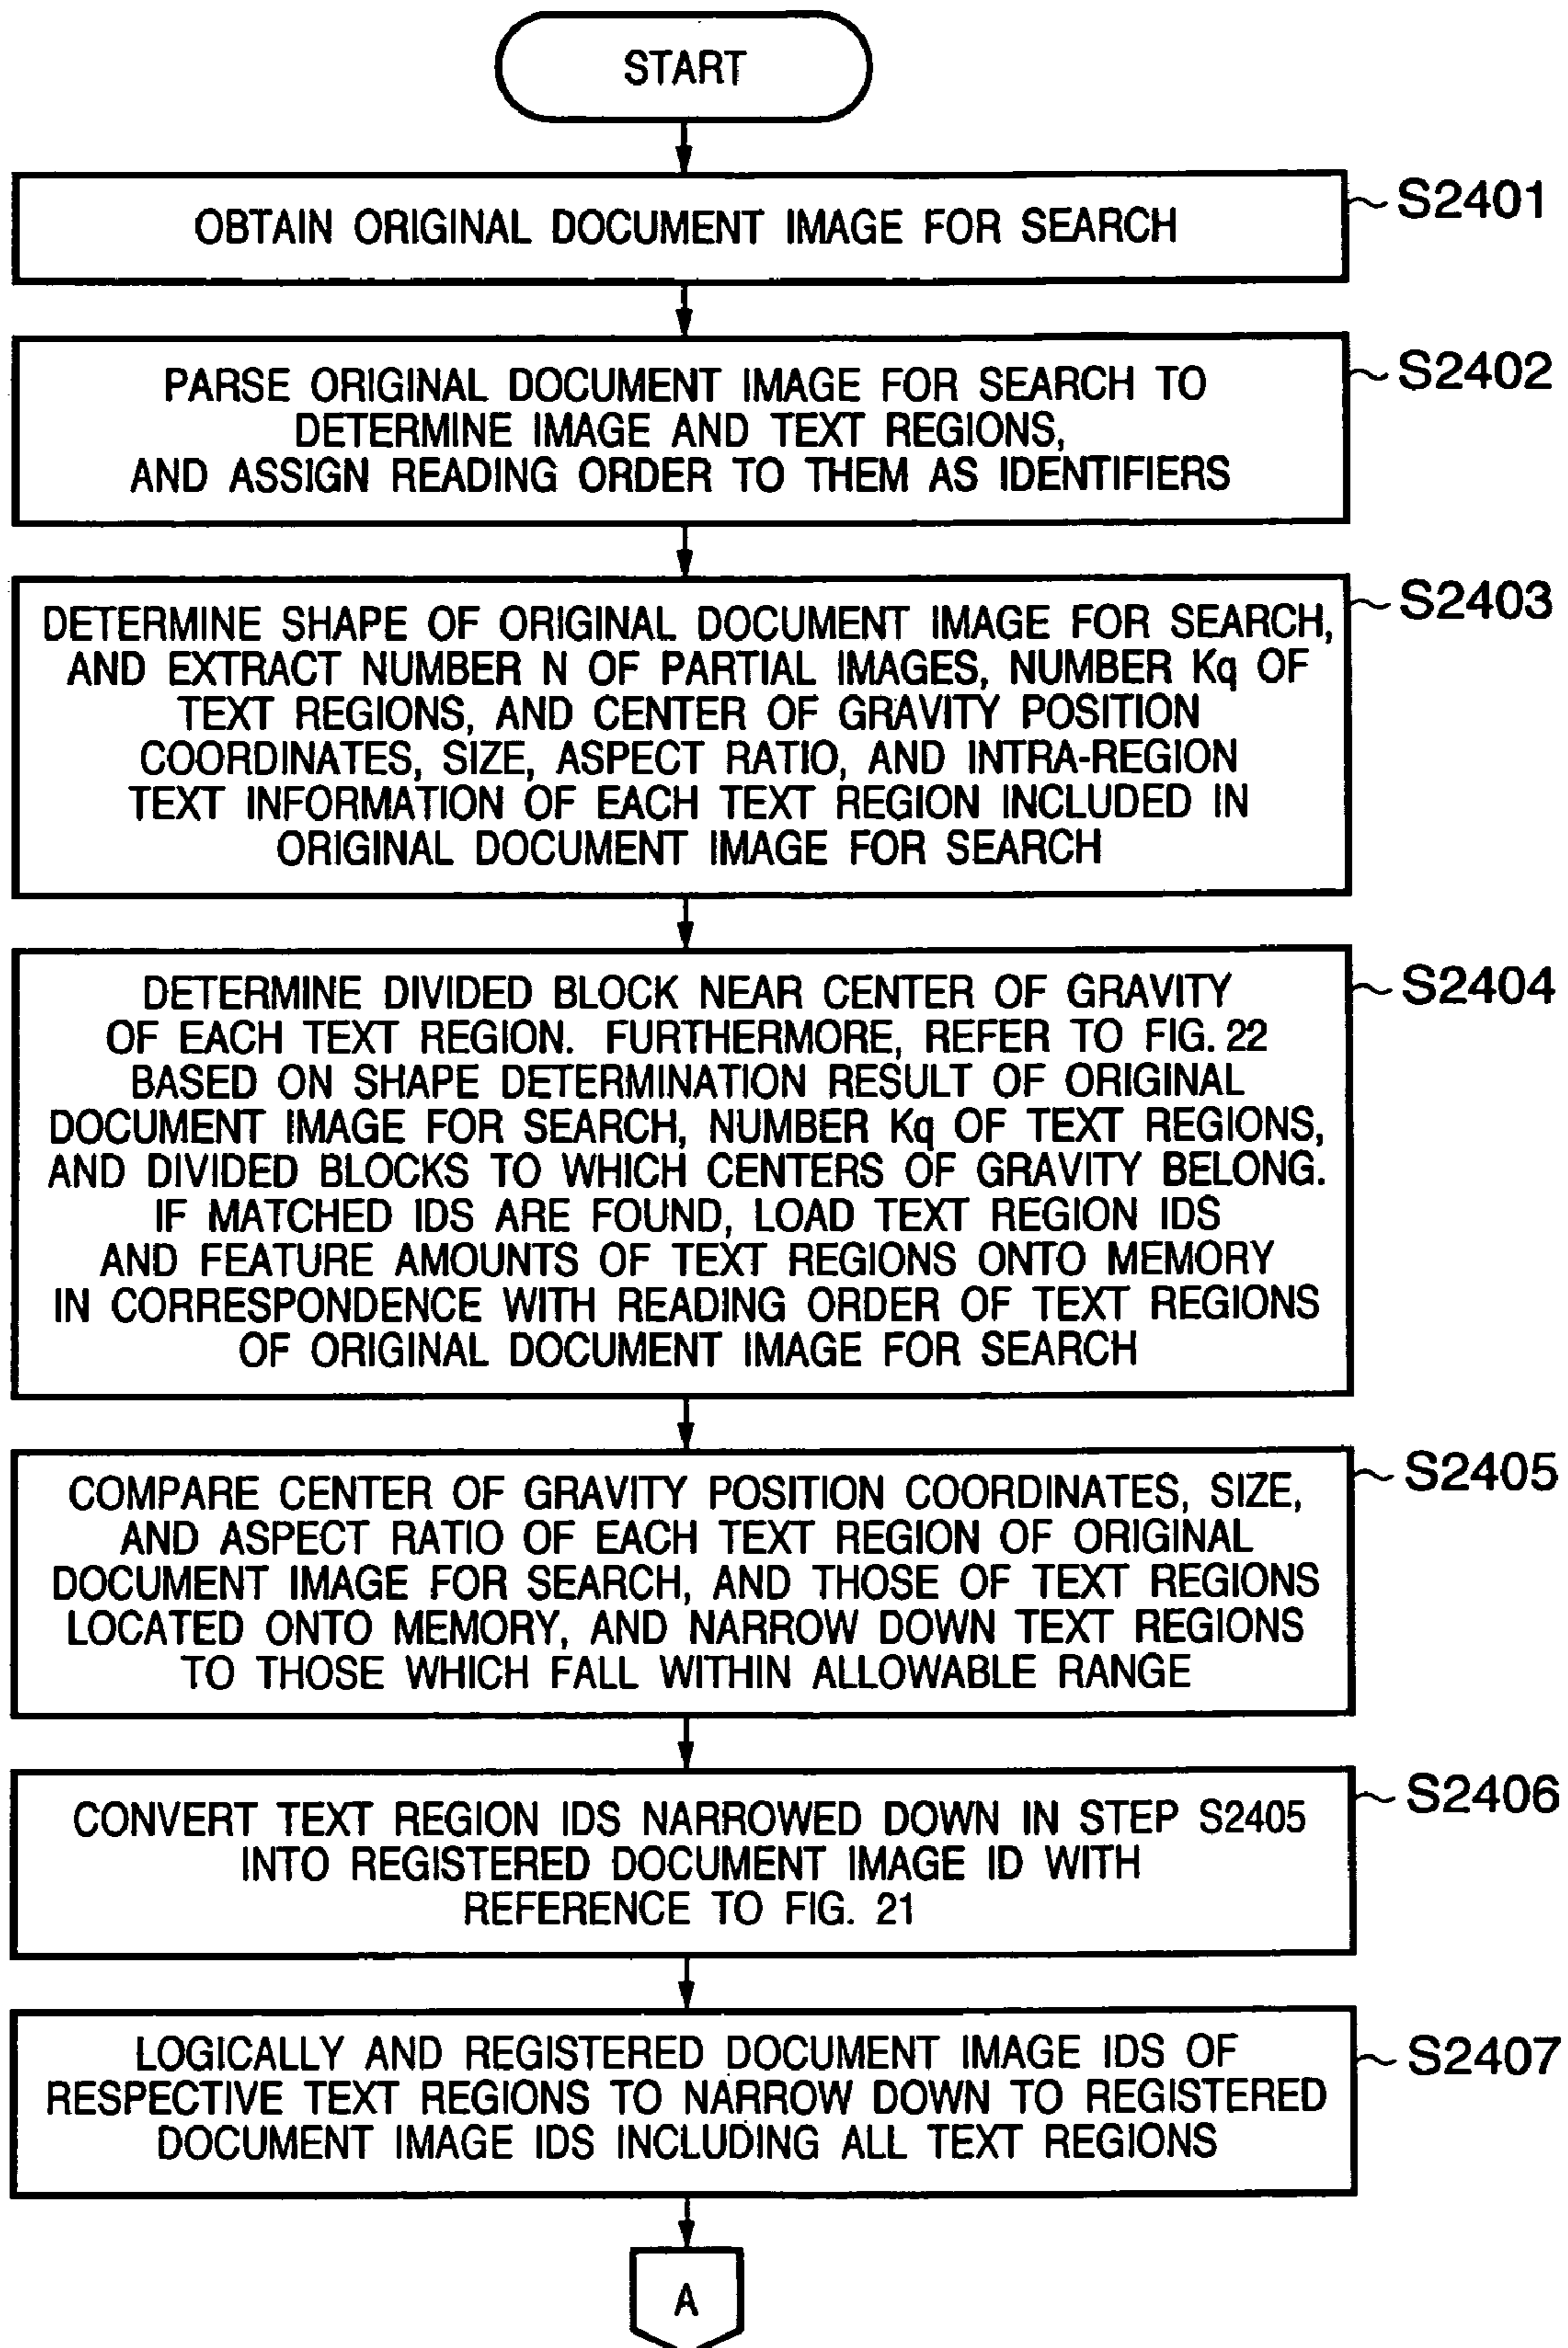 START
OBTAIN ORIGINAL DOCUMENT IMAGE FOR SEARCH
S2401
PARSE ORIGINAL DOCUMENT IMAGE FOR SEARCH TO
DETERMINE IMAGE AND TEXT REGIONS,
AND ASSIGN READING ORDER TO THEM AS IDENTIFIERS
S2402
DETERMINE SHAPE OF ORIGINAL DOCUMENT IMAGE FOR SEARCH,
AND EXTRACT NUMBER N OF PARTIAL IMAGES, NUMBER Kq OF
TEXT REGIONS, AND CENTER OF GRAVITY POSITION
COORDINATES, SIZE, ASPECT RATIO, AND INTRA-REGION
TEXT INFORMATION OF EACH TEXT REGION INCLUDED IN
ORIGINAL DOCUMENT IMAGE FOR SEARCH
S2403
DETERMINE DIVIDED BLOCK NEAR CENTER OF GRAVITY
OF EACH TEXT REGION. FURTHERMORE, REFER TO FIG. 22
BASED ON SHAPE DETERMINATION RESULT OF ORIGINAL
DOCUMENT IMAGE FOR SEARCH, NUMBER Kq OF TEXT REGIONS,
AND DIVIDED BLOCKS TO WHICH CENTERS OF GRAVITY BELONG.
IF MATCHED IDS ARE FOUND, LOAD TEXT REGION IDS
AND FEATURE AMOUNTS OF TEXT REGIONS ONTO MEMORY
IN CORRESPONDENCE WITH READING ORDER OF TEXT REGIONS
OF ORIGINAL DOCUMENT IMAGE FOR SEARCH
S2404
COMPARE CENTER OF GRAVITY POSITION COORDINATES, SIZE,
AND ASPECT RATIO OF EACH TEXT REGION OF ORIGINAL
DOCUMENT IMAGE FOR SEARCH, AND THOSE OF TEXT REGIONS
LOCATED ONTO MEMORY, AND NARROW DOWN TEXT REGIONS
TO THOSE WHICH FALL WITHIN ALLOWABLE RANGE
S2405
CONVERT TEXT REGION IDS NARROWED DOWN IN STEP S2405
INTO REGISTERED DOCUMENT IMAGE ID WITH
REFERENCE TO FIG. 21
S2406
LOGICALLY AND REGISTERED DOCUMENT IMAGE IDS OF
RESPECTIVE TEXT REGIONS TO NARROW DOWN TO REGISTERED
DOCUMENT IMAGE IDS INCLUDING ALL TEXT REGIONS
S2407
A